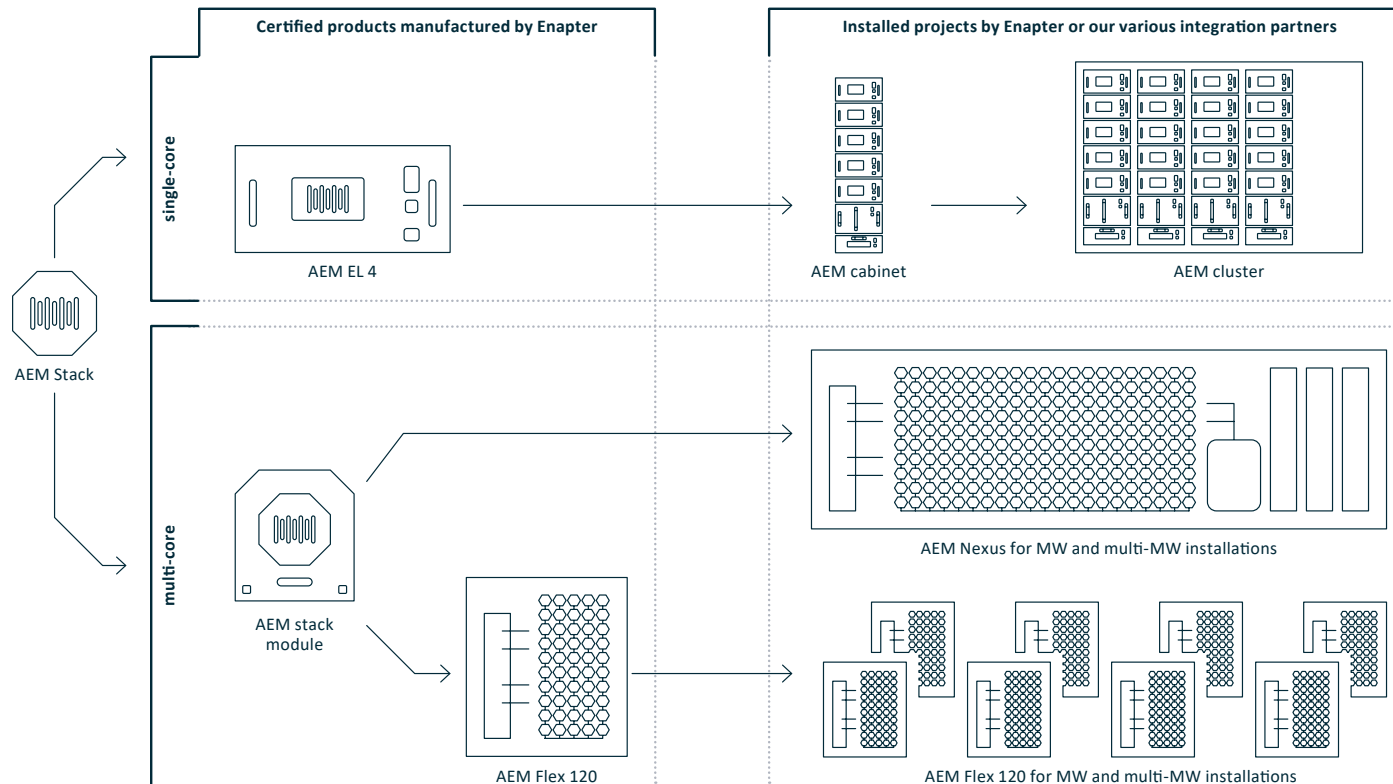 Certified products manufactured by Enapter
Installed projects by Enapter or our various integration partners
single-core
AEM EL 4
AEM cabinet
AEM cluster
AEM Stack
multi-core
AEM Nexus for MW and multi-MW installations
AEM stack
module
AEM Flex 120
AEM Flex 120 for MW and multi-MW installations